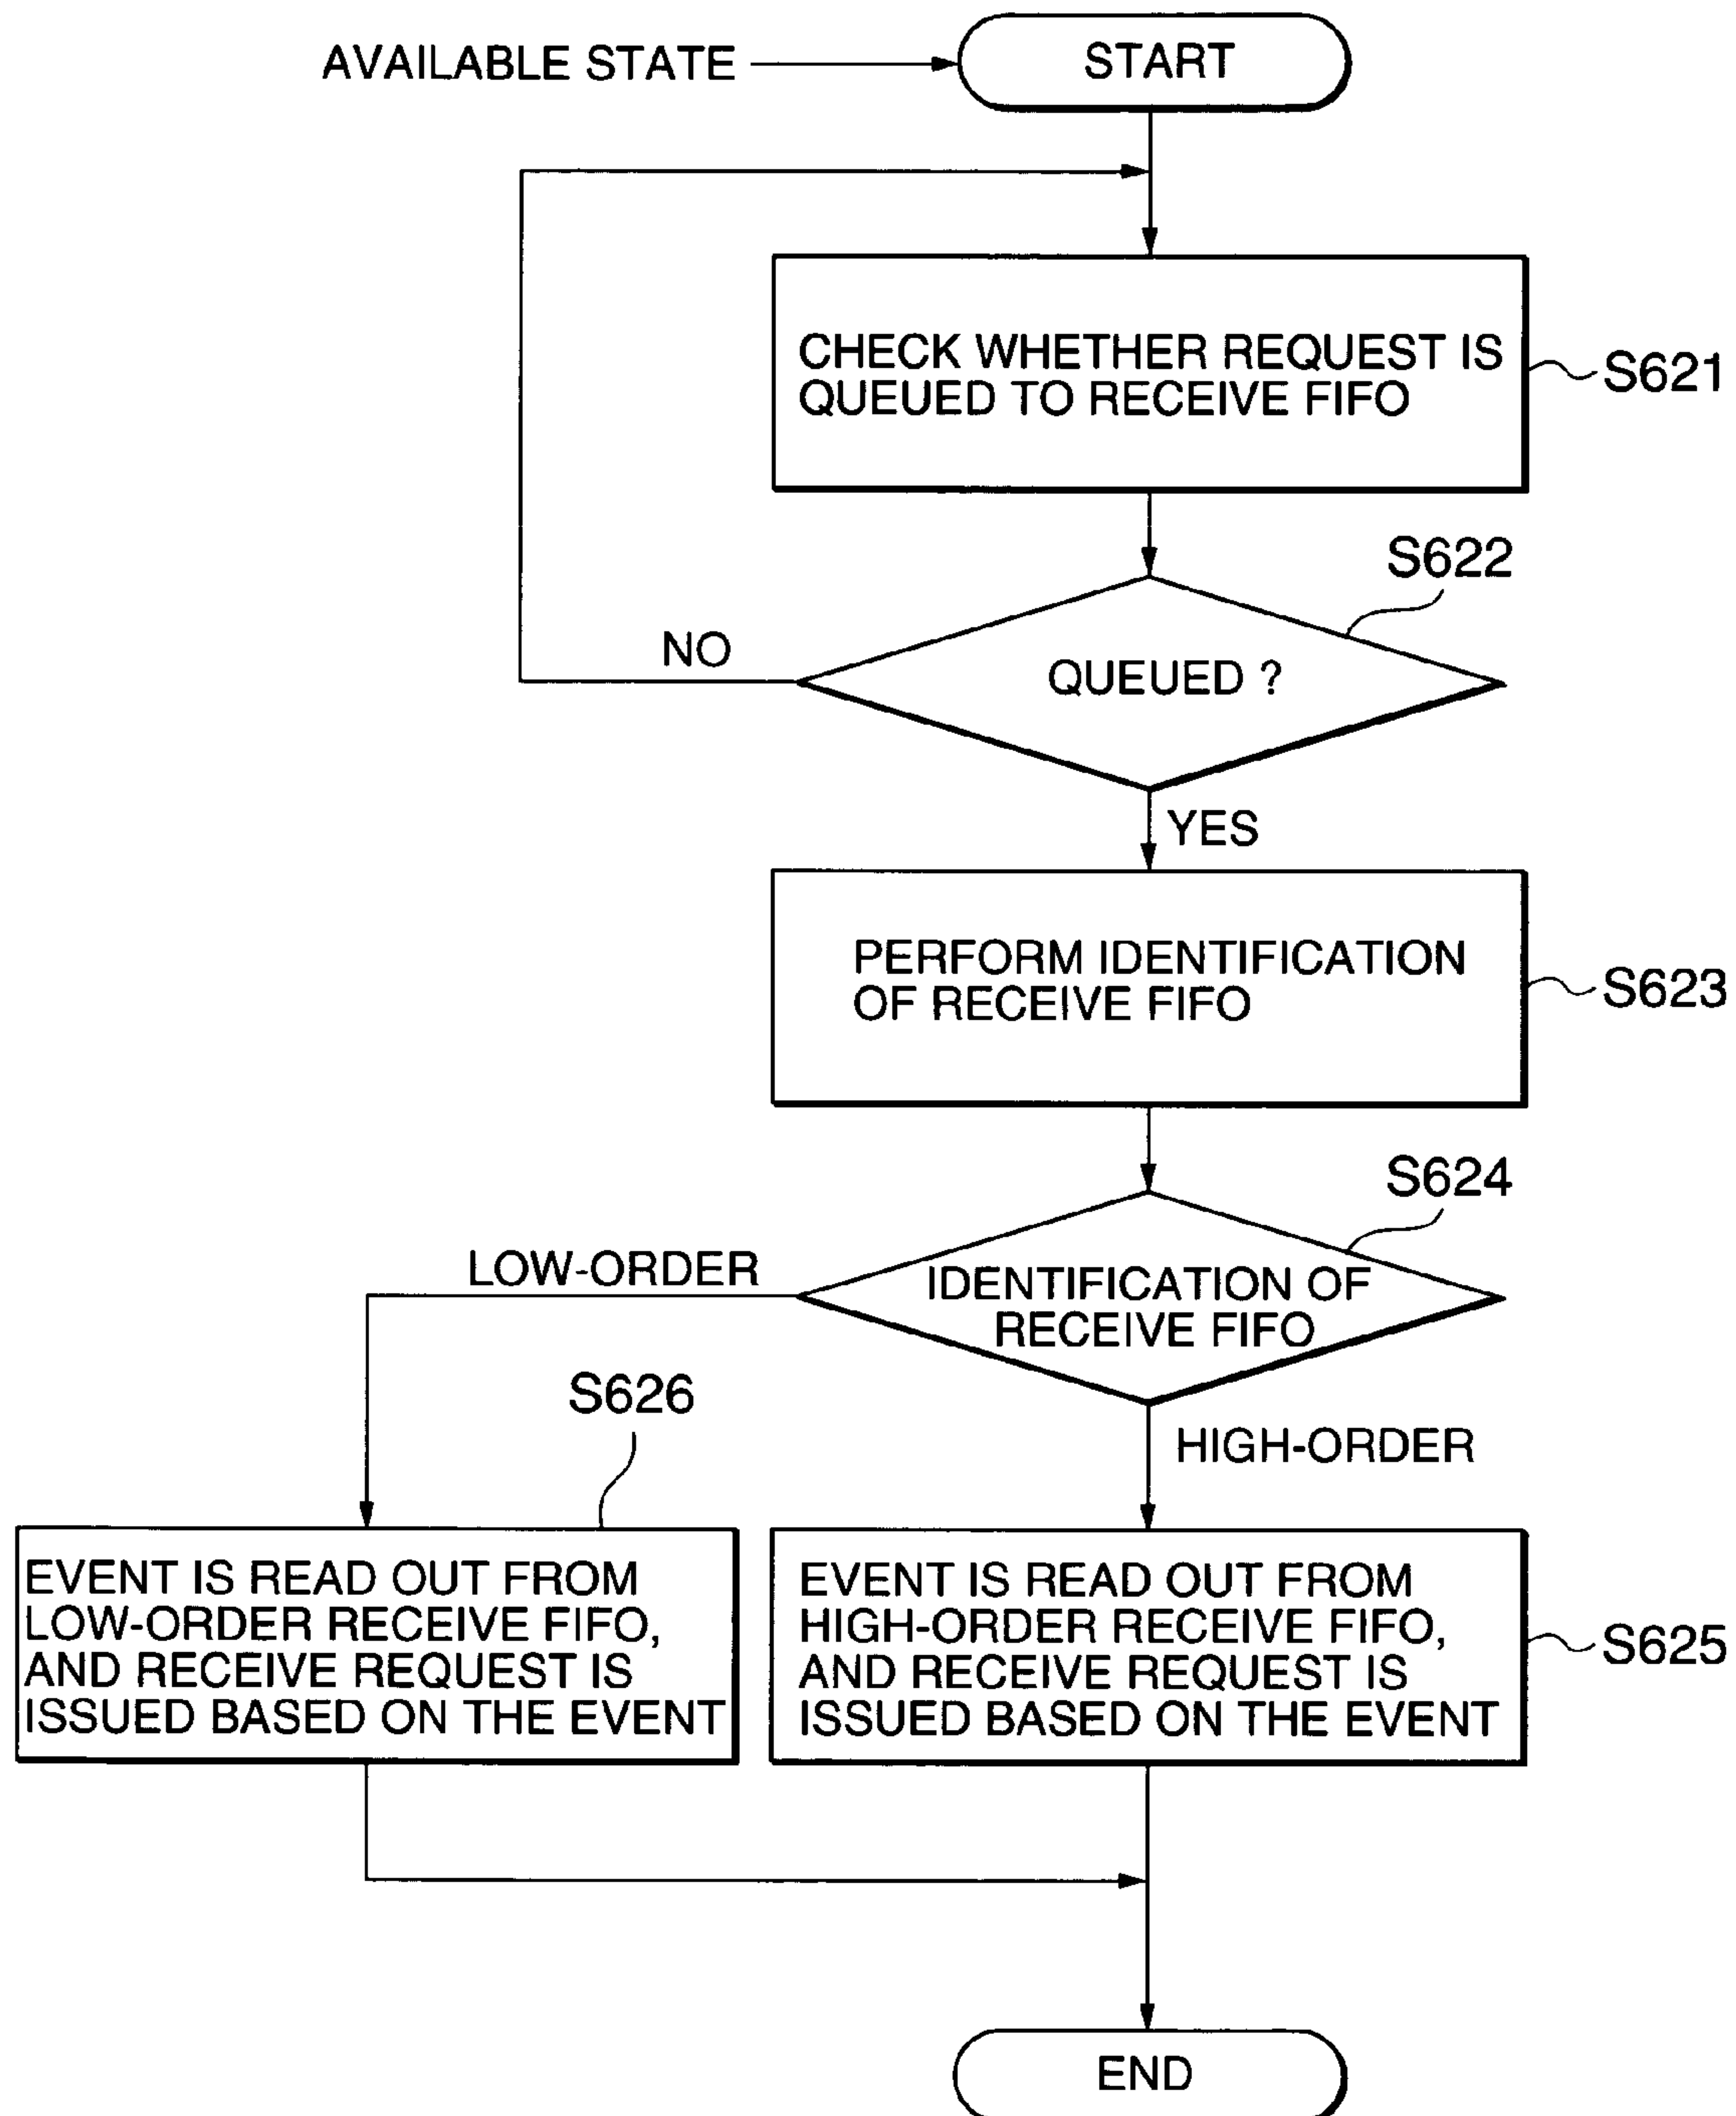 AVAILABLE STATE
START
CHECK WHETHER REQUEST IS
QUEUED TO RECEIVE FIFO
S621
S622
NO
QUEUED ?
YES
PERFORM IDENTIFICATION
OF RECEIVE FIFO
S623
S624
LOW-ORDER
IDENTIFICATION OF
RECEIVE FIFO
S626
HIGH-ORDER
EVENT IS READ OUT FROM
LOW-ORDER RECEIVE FIFO,
AND RECEIVE REQUEST IS
ISSUED BASED ON THE EVENT
EVENT IS READ OUT FROM
HIGH-ORDER RECEIVE FIFO,
AND RECEIVE REQUEST IS
ISSUED BASED ON THE EVENT
S625
END